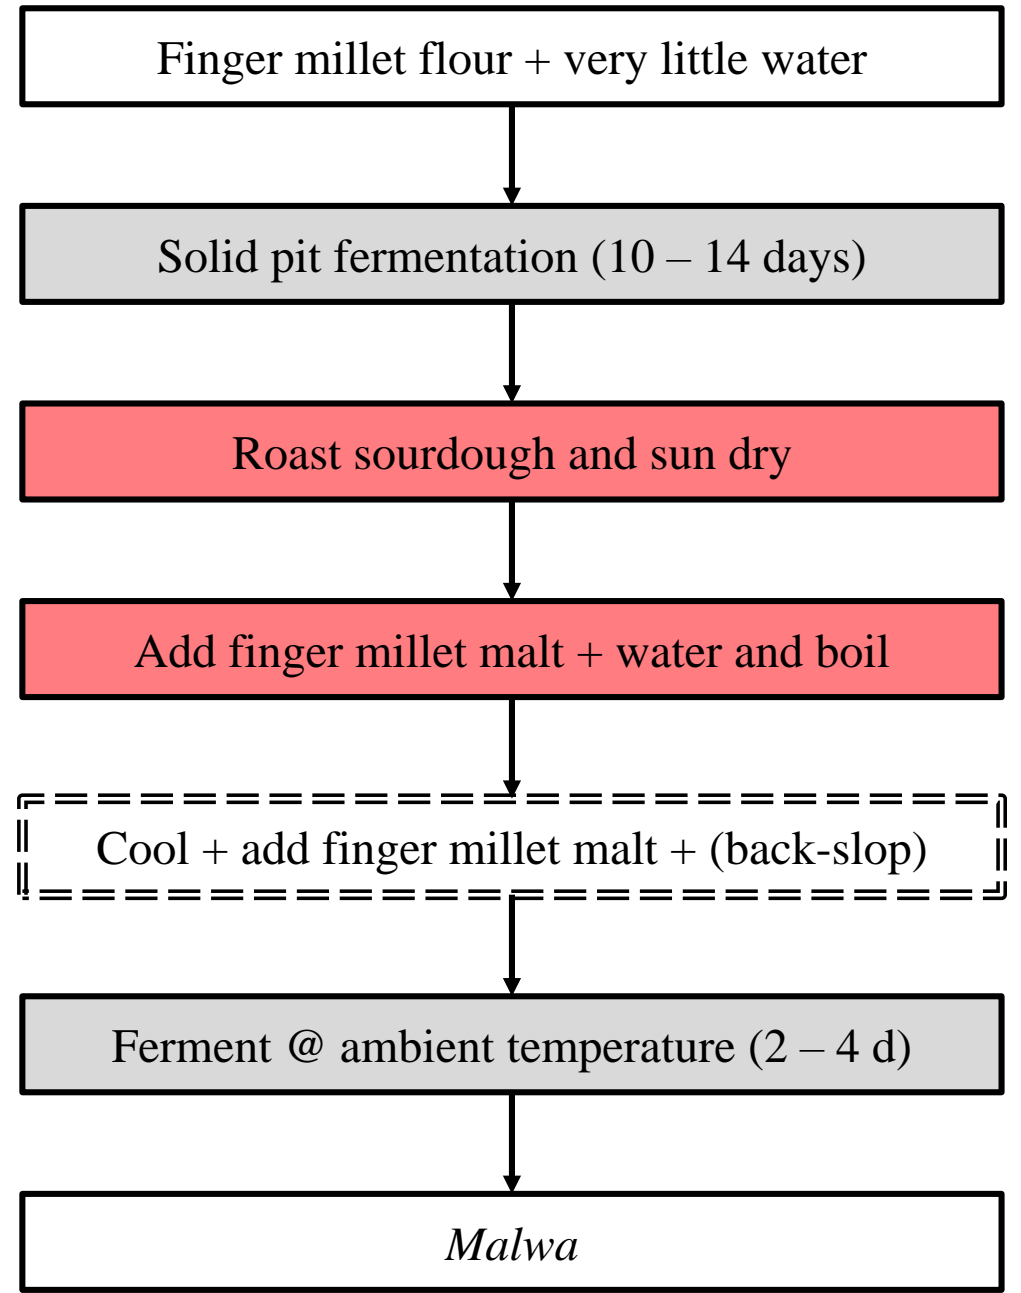 Finger millet flour + very little water
Solid pit fermentation (10 – 14 days)
Roast sourdough and sun dry
Add finger millet malt + water and boil
Cool + add finger millet malt + (back-slop)
Ferment @ ambient temperature (2 – 4 d)
Malwa